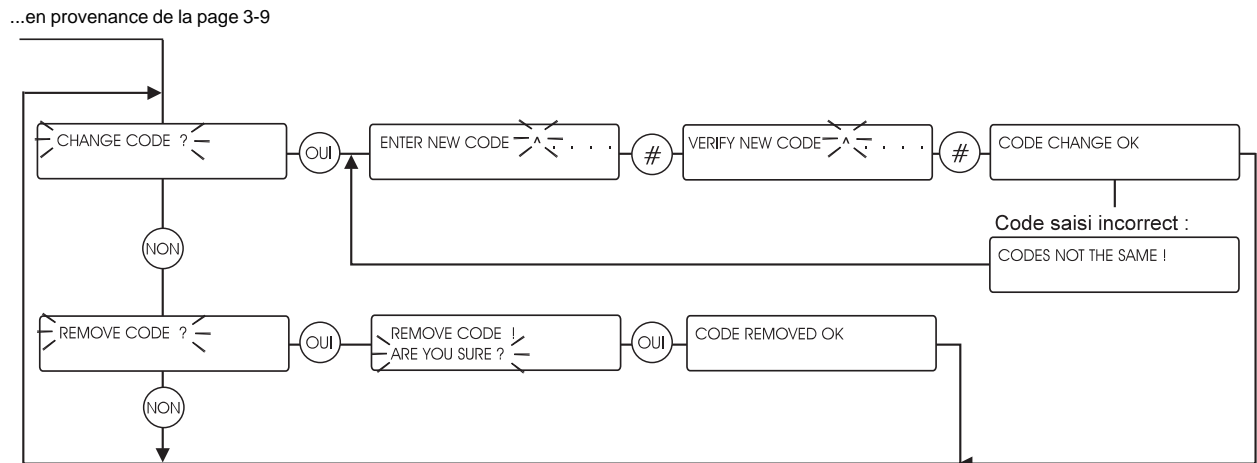 ...en provenance de la page 3-9
CHANGE CODE ?
OUI
ENTER NEW CODE ^ . . .
#
VERIFY NEW CODE ^ . . .
#
CODE CHANGE OK
Code saisi incorrect :
CODES NOT THE SAME !
NON
REMOVE CODE ?
OUI
REMOVE CODE !
ARE YOU SURE ?
OUI
CODE REMOVED OK
NON